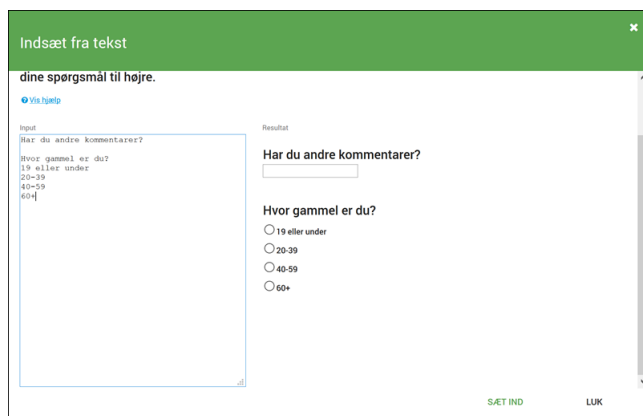 Indsæt fra tekst
dine spørgsmål til højre.
Vis hjælp
Input
Har du andre kommentarer?
Hvor gammel er du?
19 eller under
20-39
40-59
60+
Resultat
Har du andre kommentarer?
Hvor gammel er du?
19 eller under
20-39
40-59
60+
SÆT IND
LUK